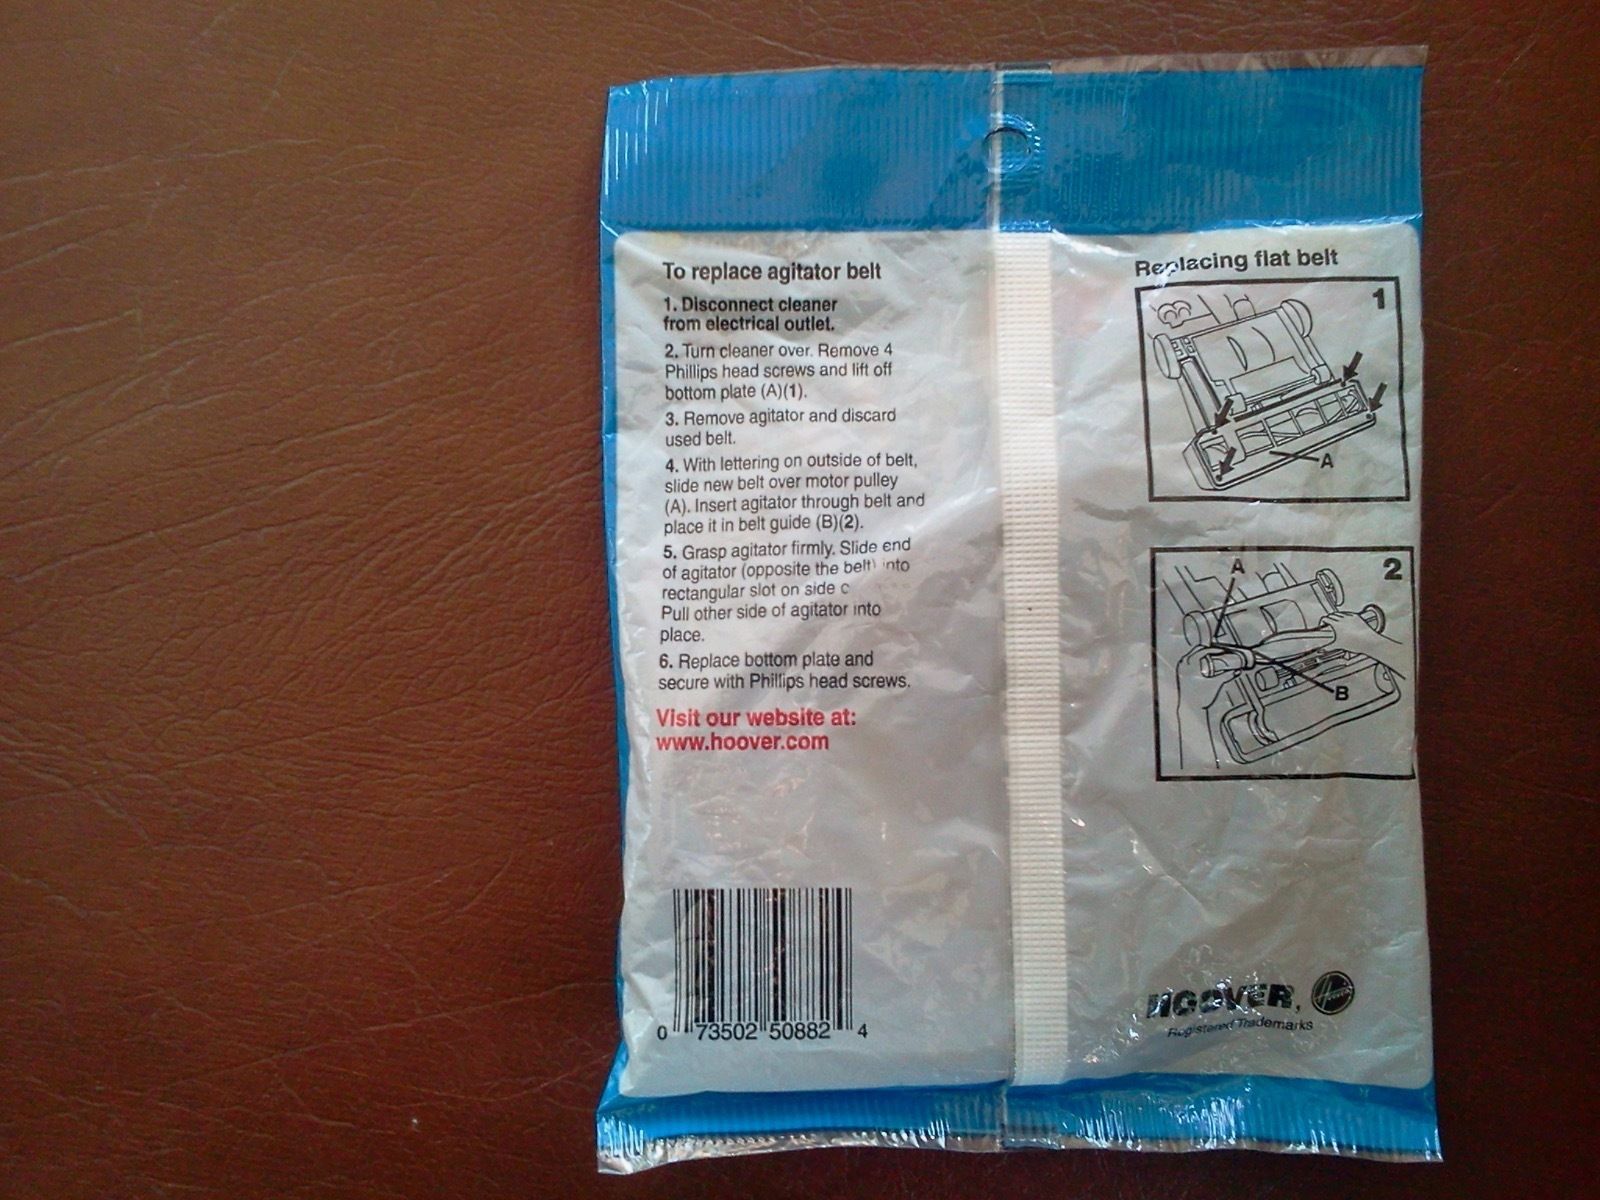 To replace agitator belt
1. Disconnect cleaner
from electrical outlet.
2. Turn cleaner over. Remove 4
Phillips head screws and lift off
bottom plate (A)(1).
3. Remove agitator and discard
used belt.
4. With lettering on outside of belt,
slide new belt over motor pulley
(A). Insert agitator through belt and
place it in belt guide (B)(2).
5. Grasp agitator firmly. Slide end
of agitator (opposite the belt) into
rectangular slot on side
Pull other side of agitator into
place.
6. Replace bottom plate and
secure with Phillips head screws.
Visit our website at:
www.hoover.com
0 73502 50882 4
Replacing flat belt
1
A
A
2
B
HOOVER,
Registered Trademarks